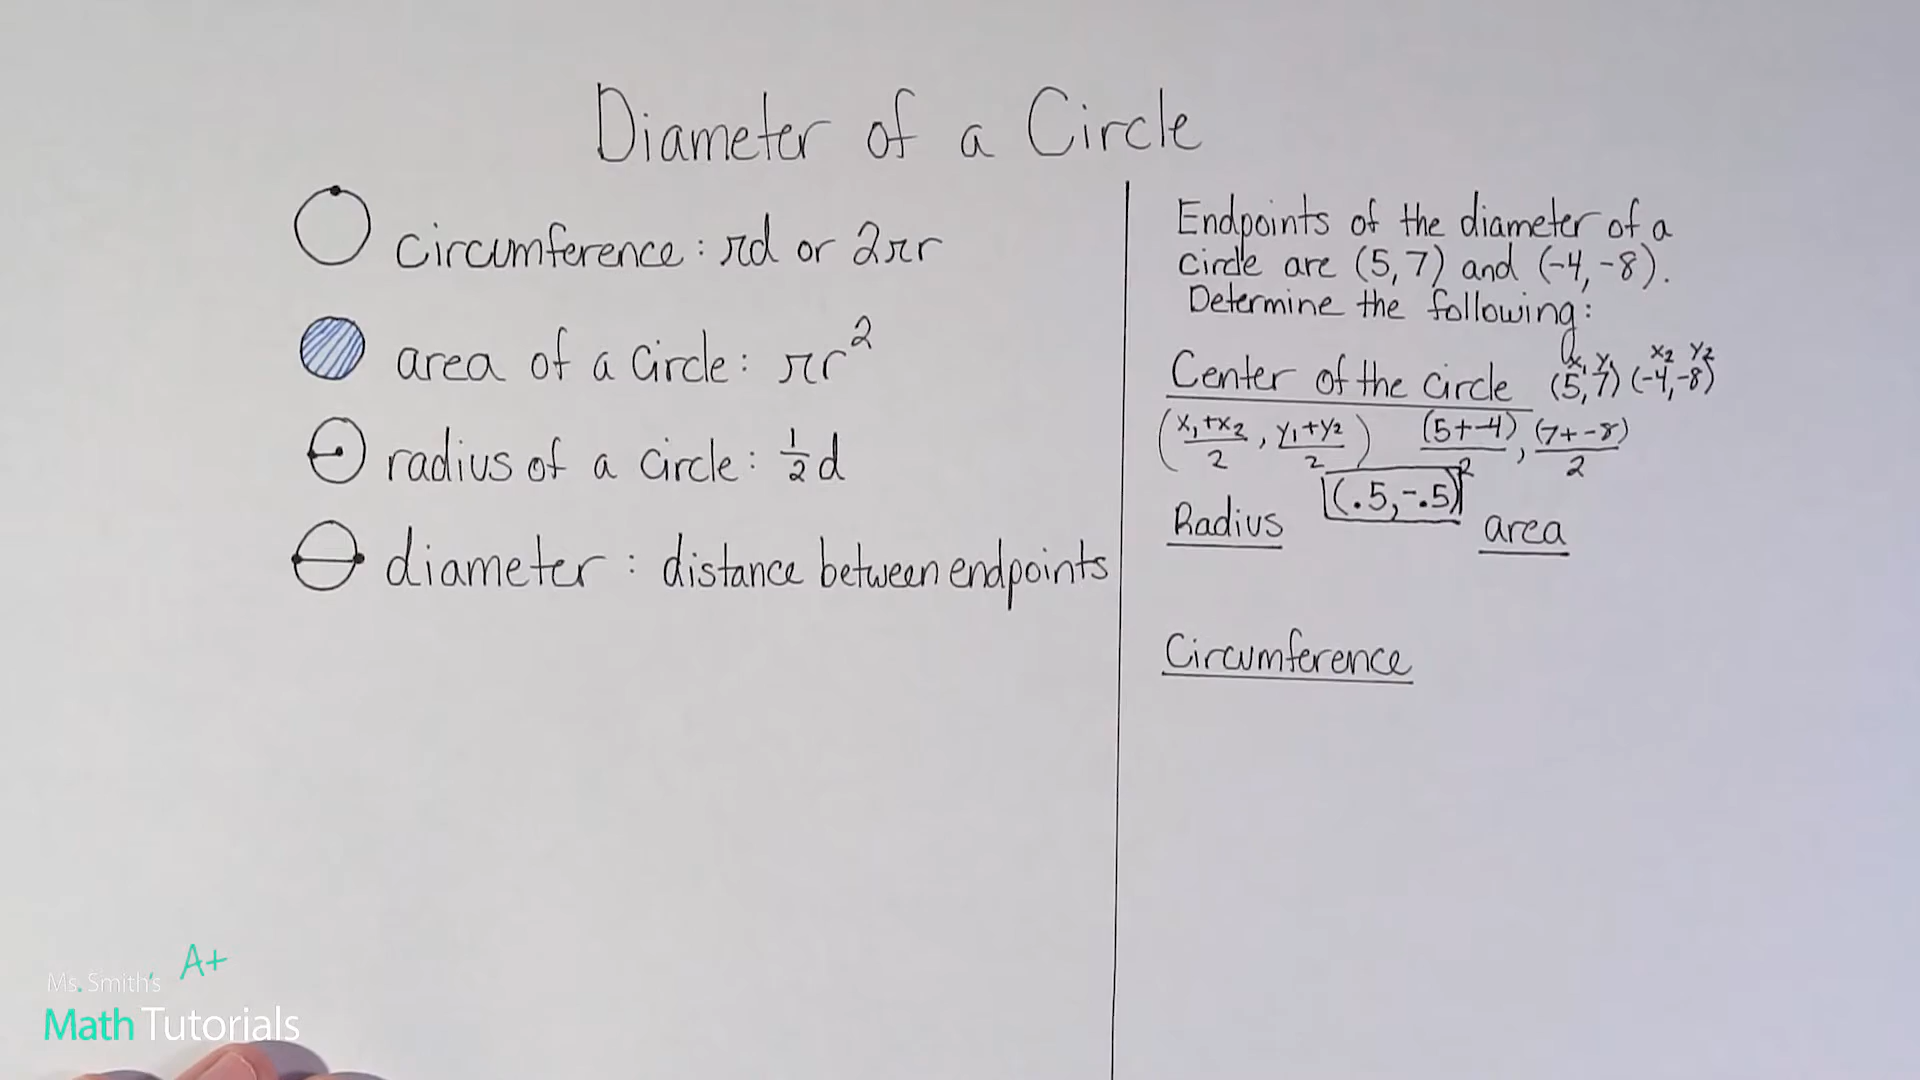 Diameter of a Circle
circumference: πd or 2πr
area of a circle: πr²
radius of a circle: ½d
diameter: distance between endpoints
Endpoints of the diameter of a
circle are (5,7) and (-4,-8).
Determine the following:
x₁ y₁ x₂ y₂
Center of the circle (5,7) (-4,-8)
(x₁+x₂/2, y₁+y₂/2) (5+-4)/2, (7+-8)/2
(.5,-.5)
Radius
area
Circumference
A+
Ms. Smith's
Math Tutorials